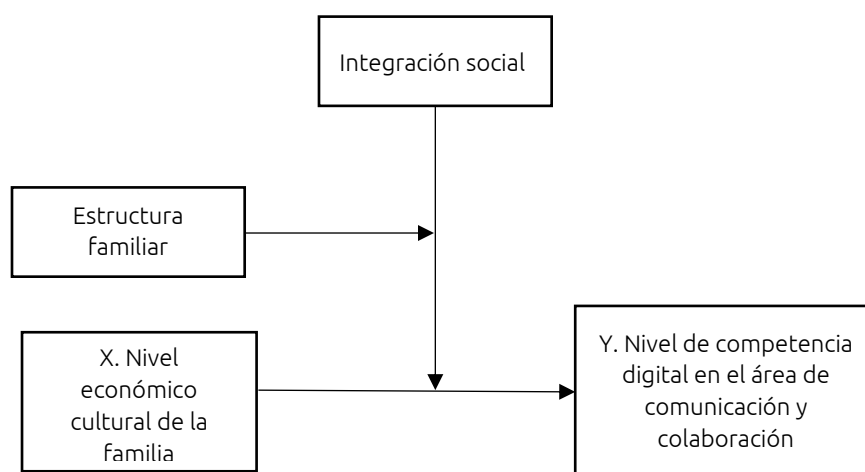 Integración social
Estructura
familiar
X. Nivel
económico
cultural de la
familia
Y. Nivel de competencia
digital en el área de
comunicación y
colaboración